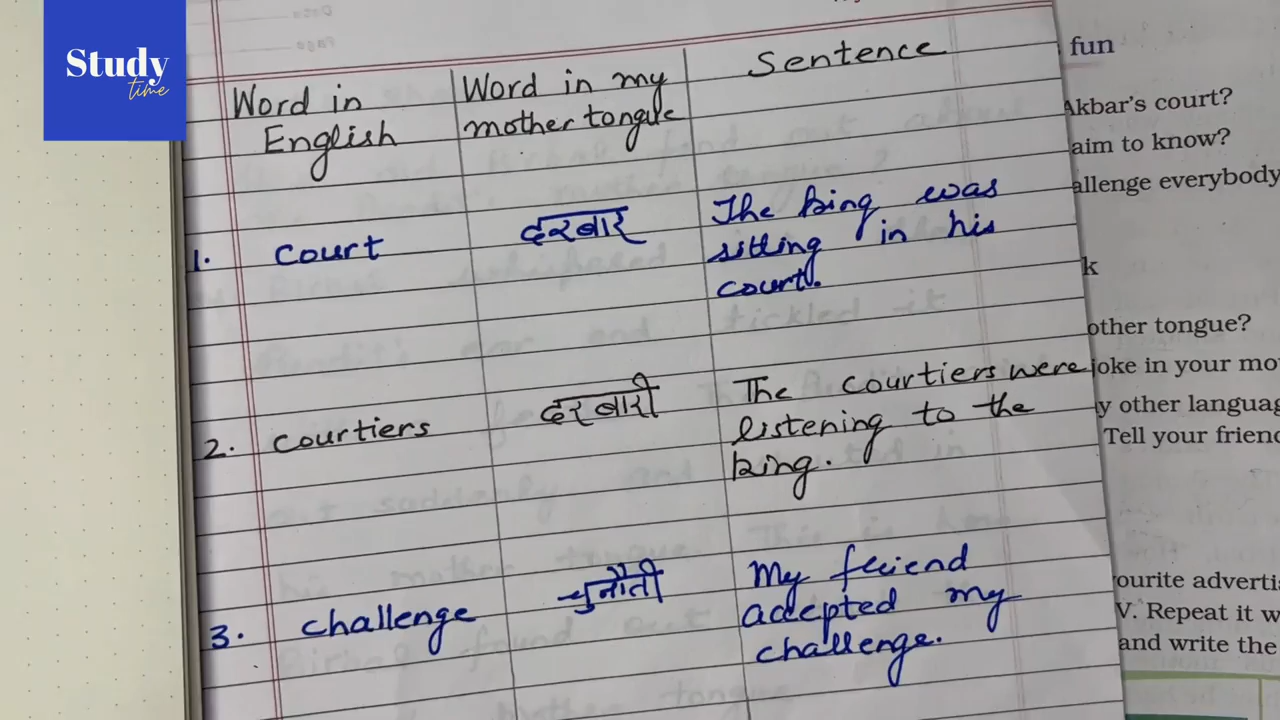 Study
time
Word in
English
Word in my
mother tongue
Sentence
1. court
दरबार
The king was
sitting in his
court.
2. courtiers
दरबारी
The courtiers were
listening to the
king.
3. challenge
चुनौती
My friend
accepted my
challenge.
fun
Akbar's court?
aim to know?
allenge everybody
k
other tongue?
joke in your mo
y other languag
Tell your friend
ourite adverti
V. Repeat it w
and write the